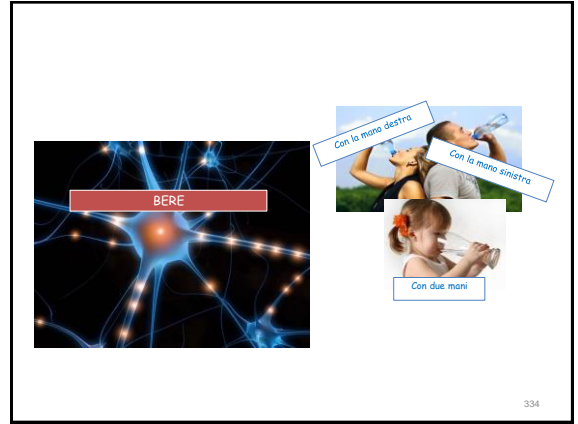 BERE
Con la mano destra
Con la mano sinistra
Con due mani
334